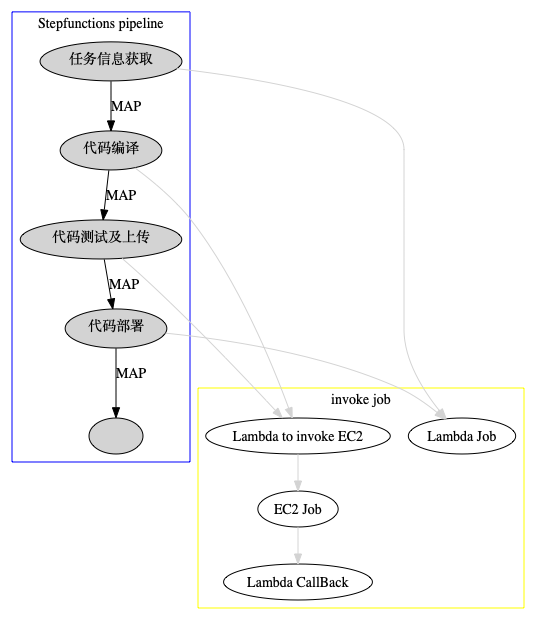 Stepfunctions pipeline
任务信息获取
MAP
代码编译
MAP
代码测试及上传
MAP
代码部署
MAP
invoke job
Lambda to invoke EC2
Lambda Job
EC2 Job
Lambda CallBack